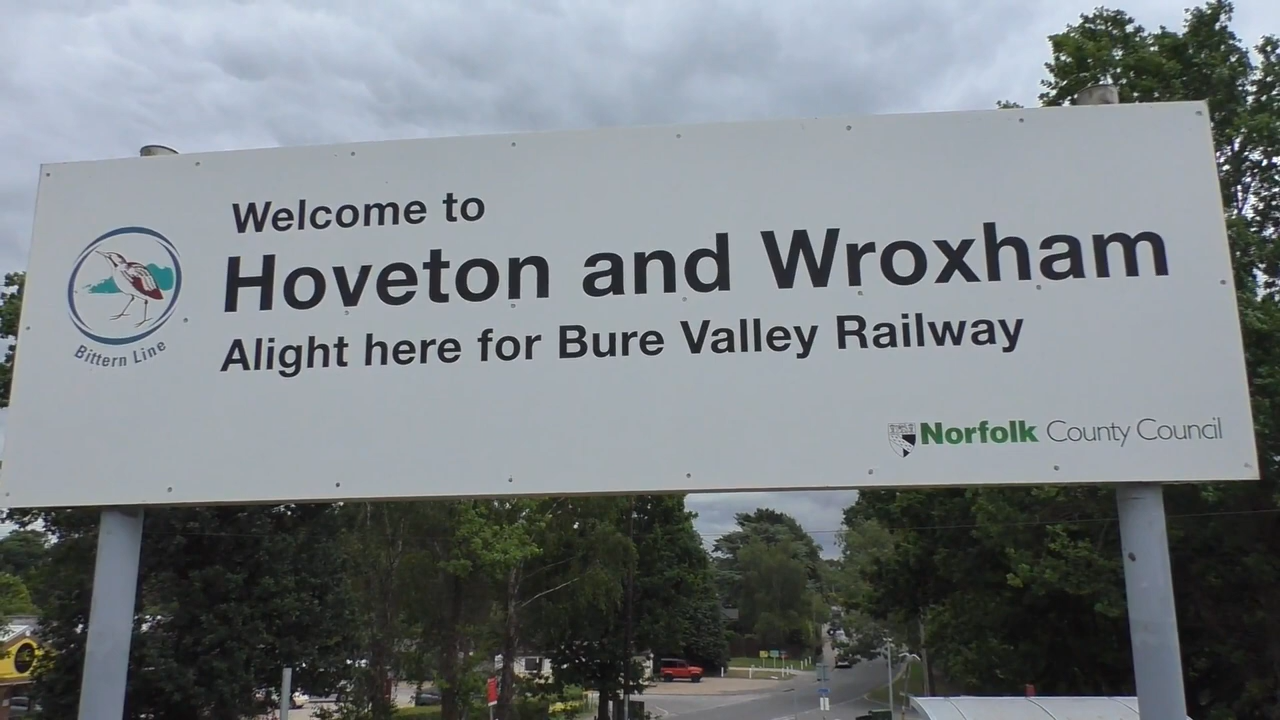 Welcome to
Hoveton and Wroxham
Alight here for Bure Valley Railway
Bittern Line
Norfolk County Council